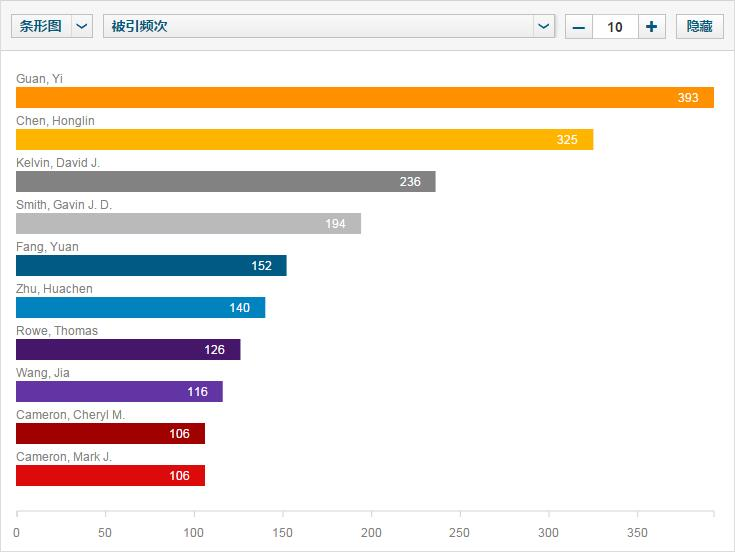 条形图 被引频次 – 10 + 隐藏
Guan, Yi
393
Chen, Honglin
325
Kelvin, David J.
236
Smith, Gavin J. D.
194
Fang, Yuan
152
Zhu, Huachen
140
Rowe, Thomas
126
Wang, Jia
116
Cameron, Cheryl M.
106
Cameron, Mark J.
106
0 50 100 150 200 250 300 350